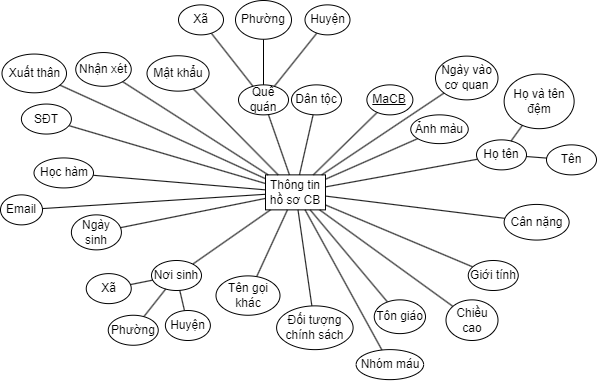 Xã
Phường
Huyện
Xuất thân
Nhận xét
Mật khẩu
Quê
quán
Dân tộc
MaCB
Ngày vào
cơ quan
Họ và tên
đệm
SĐT
Ảnh màu
Họ tên
Tên
Học hàm
Thông tin
hồ sơ CB
Email
Ngày
sinh
Cân nặng
Xã
Nơi sinh
Phường
Huyện
Tên gọi
khác
Đối tượng
chính sách
Tôn giáo
Nhóm máu
Chiều
cao
Giới tính